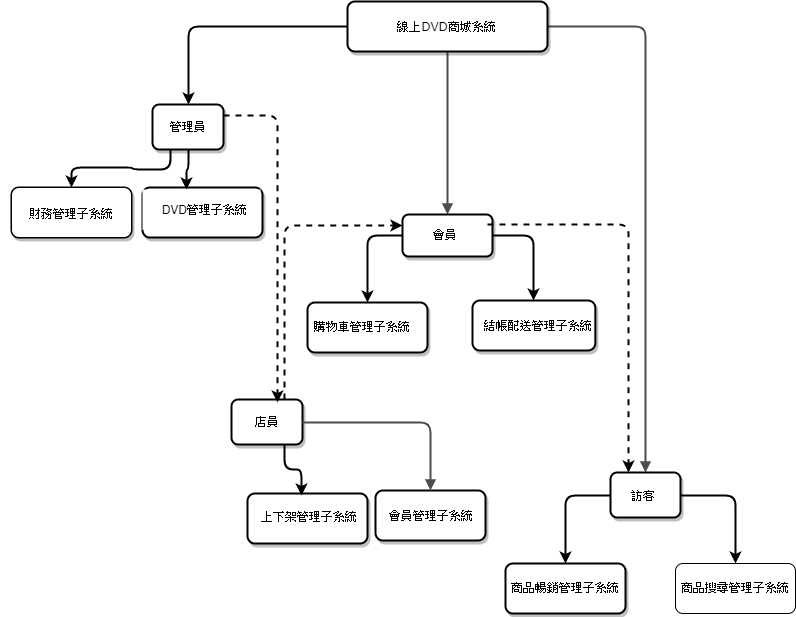 線上DVD商城系統
管理員
財務管理子系統
DVD管理子系統
會員
購物車管理子系統
結帳配送管理子系統
店員
上下架管理子系統
會員管理子系統
訪客
商品暢銷管理子系統
商品搜尋管理子系統